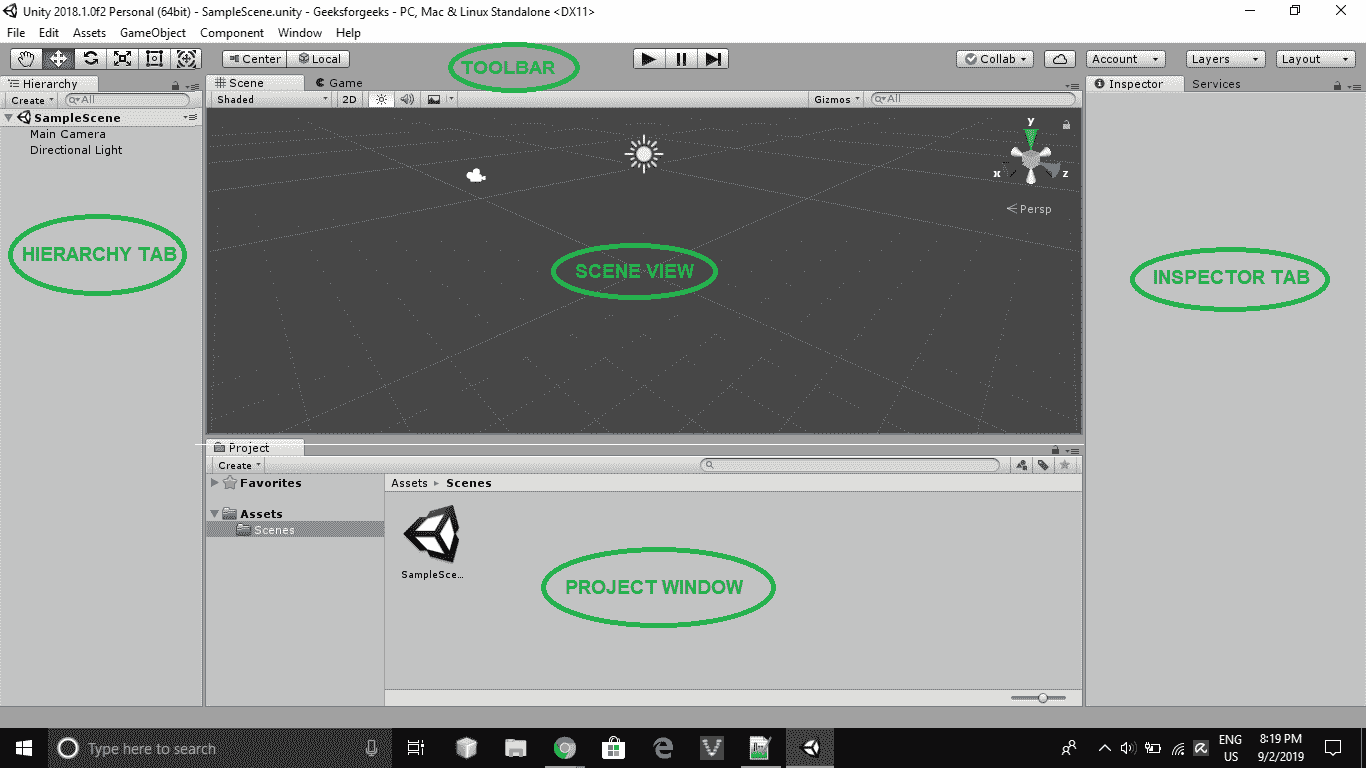 Unity 2018.1.0f2 Personal (64bit) - SampleScene.unity - Geeksforgeeks - PC, Mac & Linux Standalone <DX11>
File Edit Assets GameObject Component Window Help
Center Local
TOOLBAR
Collab Account Layers Layout
Hierarchy
Create All
SampleScene
Main Camera
Directional Light
HIERARCHY TAB
Scene Game
Shaded 2D Gizmos All
y
x z
Persp
SCENE VIEW
Inspector Services
INSPECTOR TAB
Project
Create
Favorites
Assets
Scenes
Assets Scenes
SampleSce...
PROJECT WINDOW
Type here to search
ENG
US
8:19 PM
9/2/2019